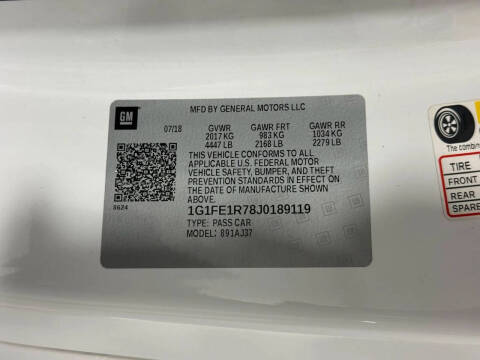 GM
MFD BY GENERAL MOTORS LLC
07/18 GVWR GAWR FRT GAWR RR
2017 KG 983 KG 1034 KG
4447 LB 2168 LB 2279 LB
THIS VEHICLE CONFORMS TO ALL
APPLICABLE U.S. FEDERAL MOTOR
VEHICLE SAFETY, BUMPER, AND THEFT
PREVENTION STANDARDS IN EFFECT ON
THE DATE OF MANUFACTURE SHOWN
ABOVE.
8624
1G1FE1R78J0189119
TYPE: PASS CAR
MODEL: 891AJ37
The combin
TIRE
FRONT
REAR
SPARE